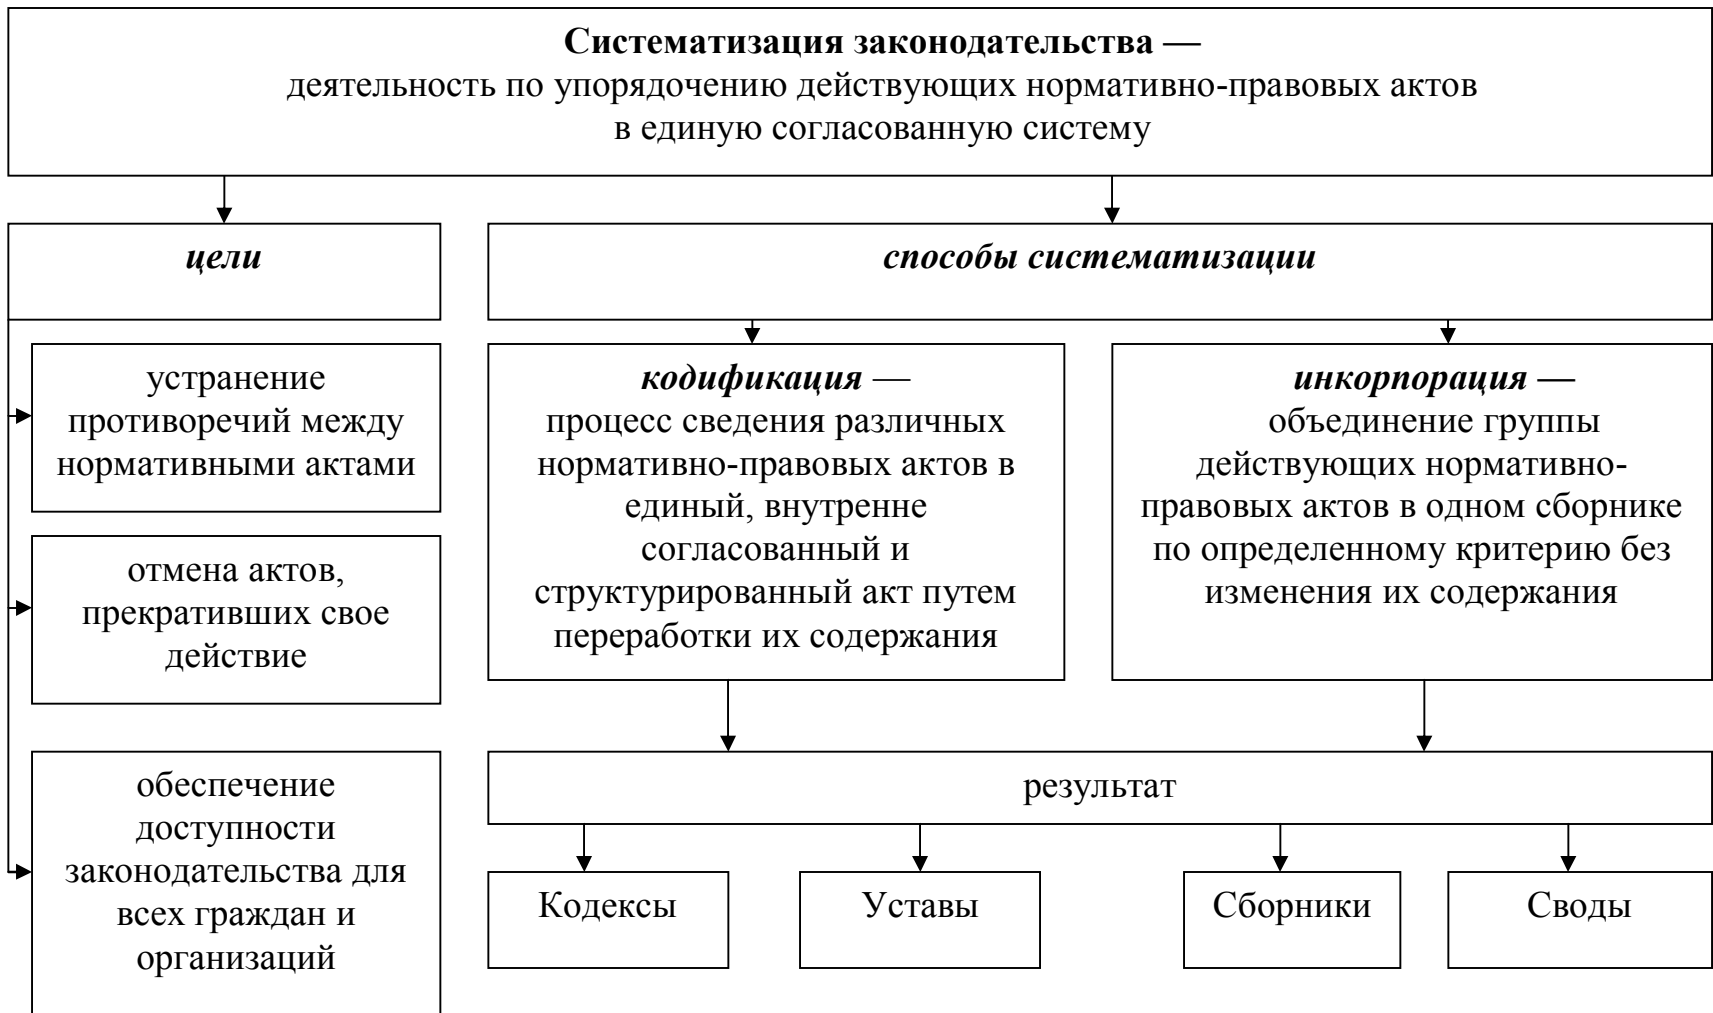 Систематизация законодательства —
деятельность по упорядочению действующих нормативно-правовых актов
в единую согласованную систему
цели
способы систематизации
устранение
противоречий между
нормативными актами
отмена актов,
прекративших свое
действие
обеспечение
доступности
законодательства для
всех граждан и
организаций
кодификация —
процесс сведения различных
нормативно-правовых актов в
единый, внутренне
согласованный и
структурированный акт путем
переработки их содержания
инкорпорация —
объединение группы
действующих нормативно-
правовых актов в одном сборнике
по определенному критерию без
изменения их содержания
результат
Кодексы
Уставы
Сборники
Своды